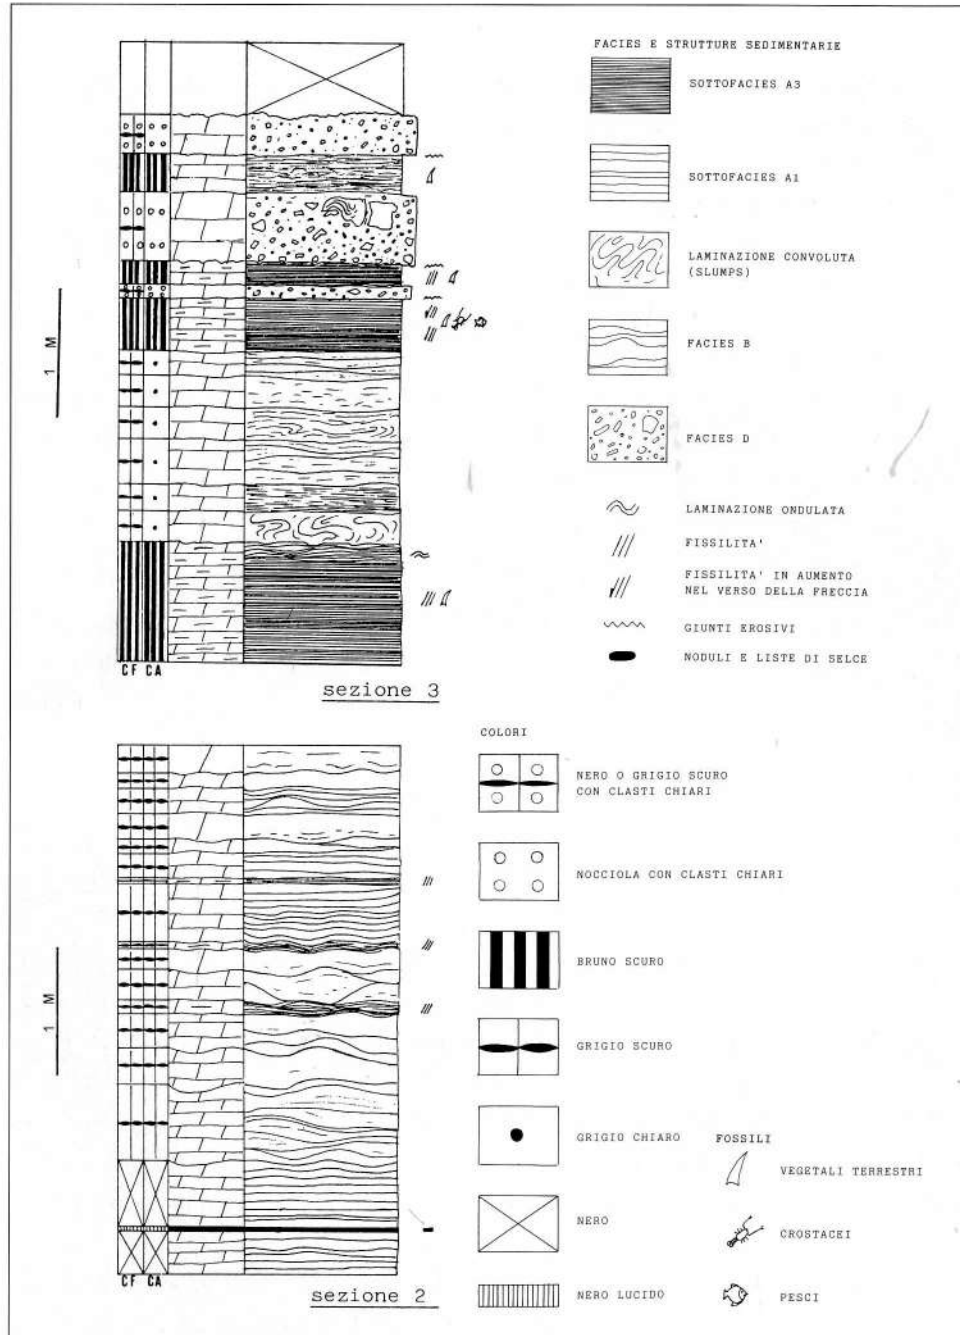 FACIES E STRUTTURE SEDIMENTARIE
SOTTOFACIES A3
SOTTOFACIES A1
LAMINAZIONE CONVOLUTA
(SLUMPS)
FACIES B
FACIES D
LAMINAZIONE ONDULATA
FISSILITA'
FISSILITA' IN AUMENTO
NEL VERSO DELLA FRECCIA
GIUNTI EROSIVI
NODULI E LISTE DI SELCE
1 M
CF CA
sezione 3
COLORI
NERO O GRIGIO SCURO
CON CLASTI CHIARI
NOCCIOLA CON CLASTI CHIARI
BRUNO SCURO
GRIGIO SCURO
GRIGIO CHIARO
NERO
NERO LUCIDO
FOSSILI
VEGETALI TERRESTRI
CROSTACEI
PESCI
1 M
CF CA
sezione 2